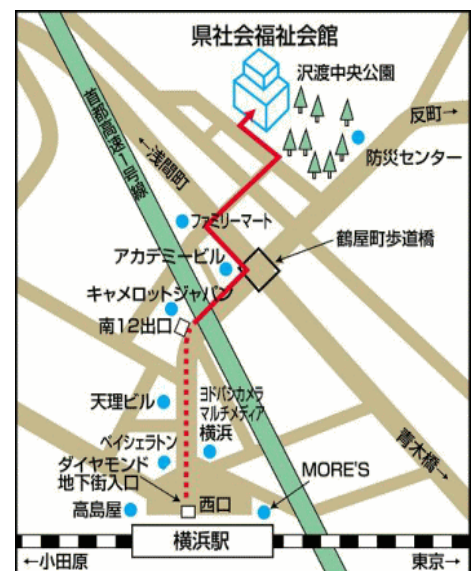 県社会福祉会館
沢渡中央公園
反町→
防災センター
首都高速1号線
←浅間町
ファミリーマート
鶴屋町歩道橋
アカデミービル
キャメロットジャパン
南12出口
天理ビル
ヨドバシカメラ
マルチメディア
横浜
ベイシェラトン
青木橋→
ダイヤモンド
地下街入口
MORE'S
高島屋
西口
横浜駅
←小田原
東京→